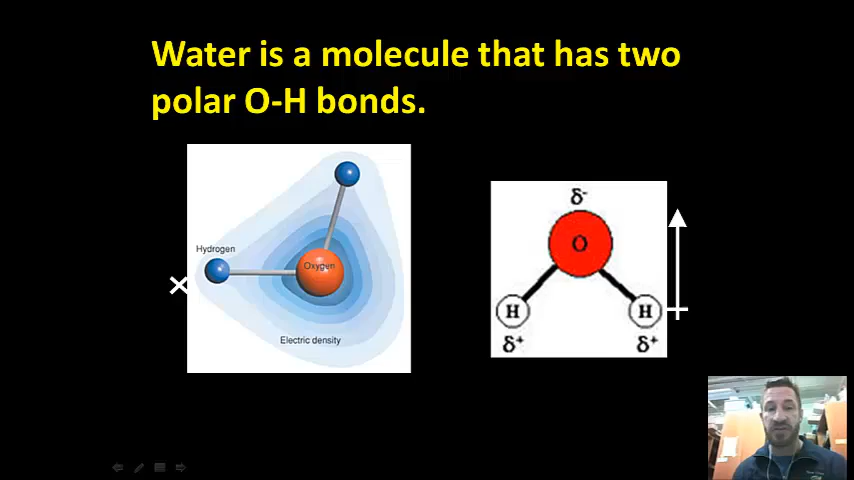 Water is a molecule that has two
polar O-H bonds.
Hydrogen
Oxygen
Electric density
δ-
O
H H
δ+ δ+